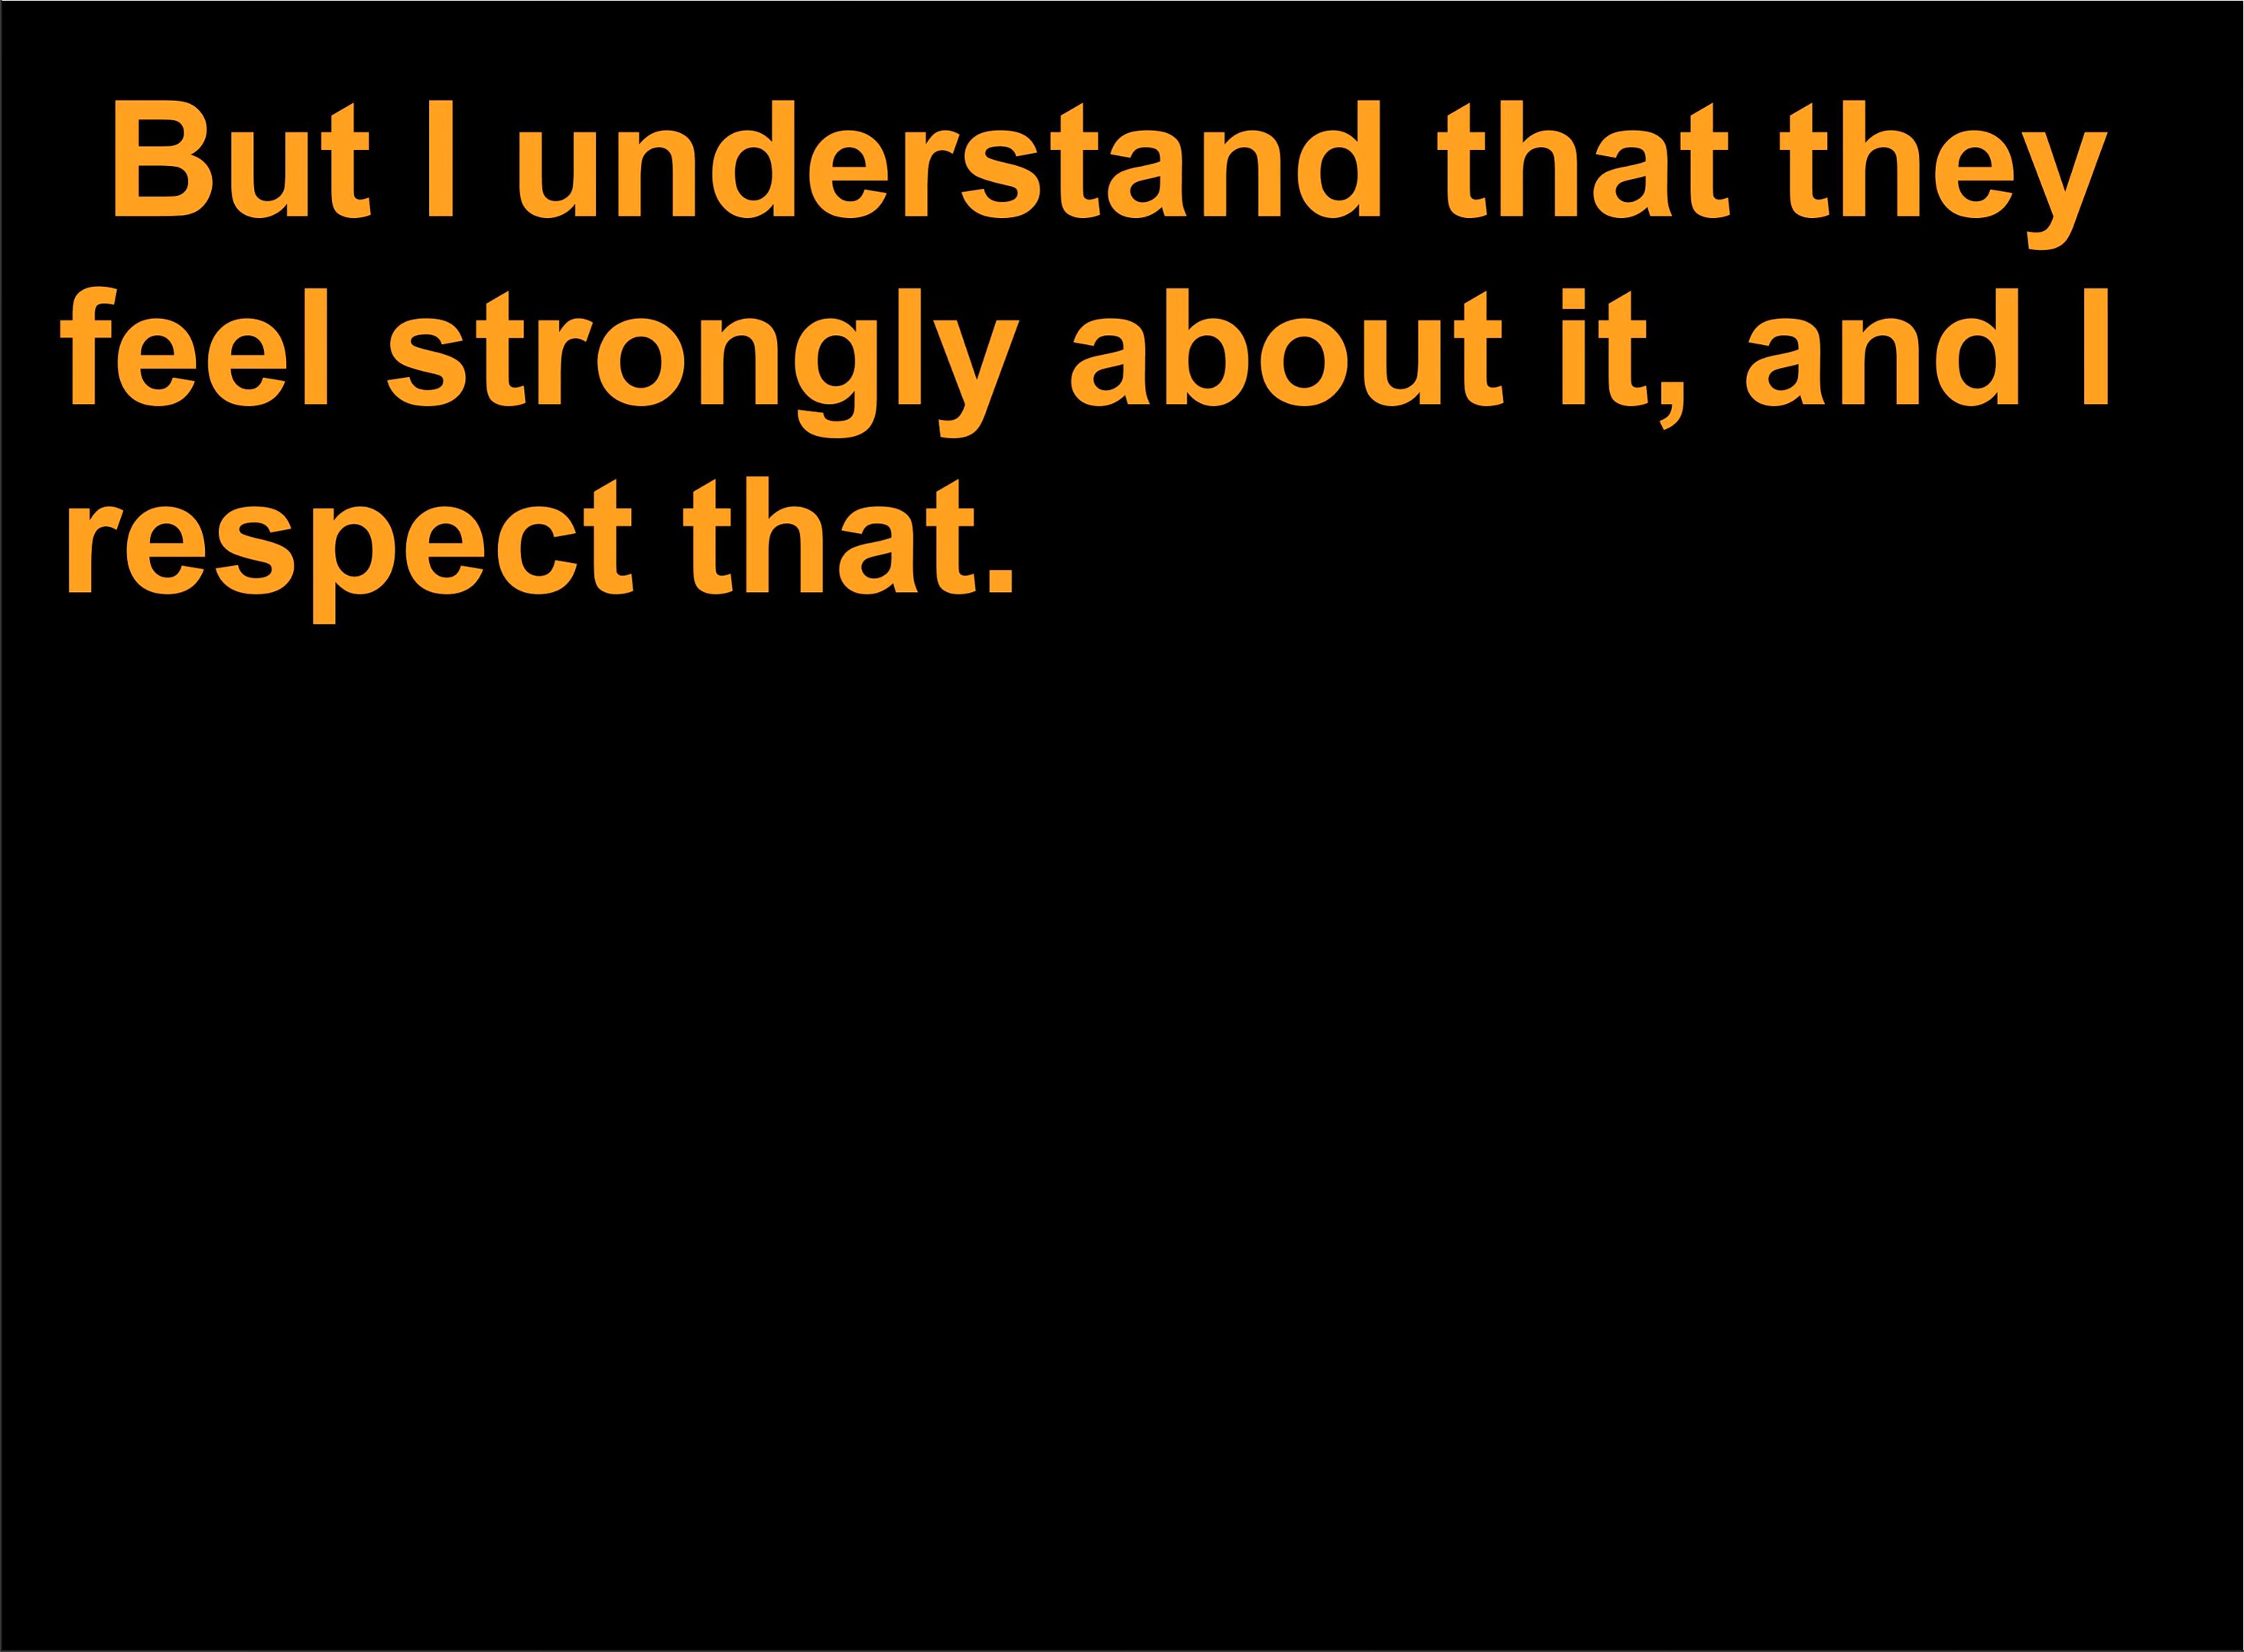 But I understand that they
feel strongly about it, and I
respect that.